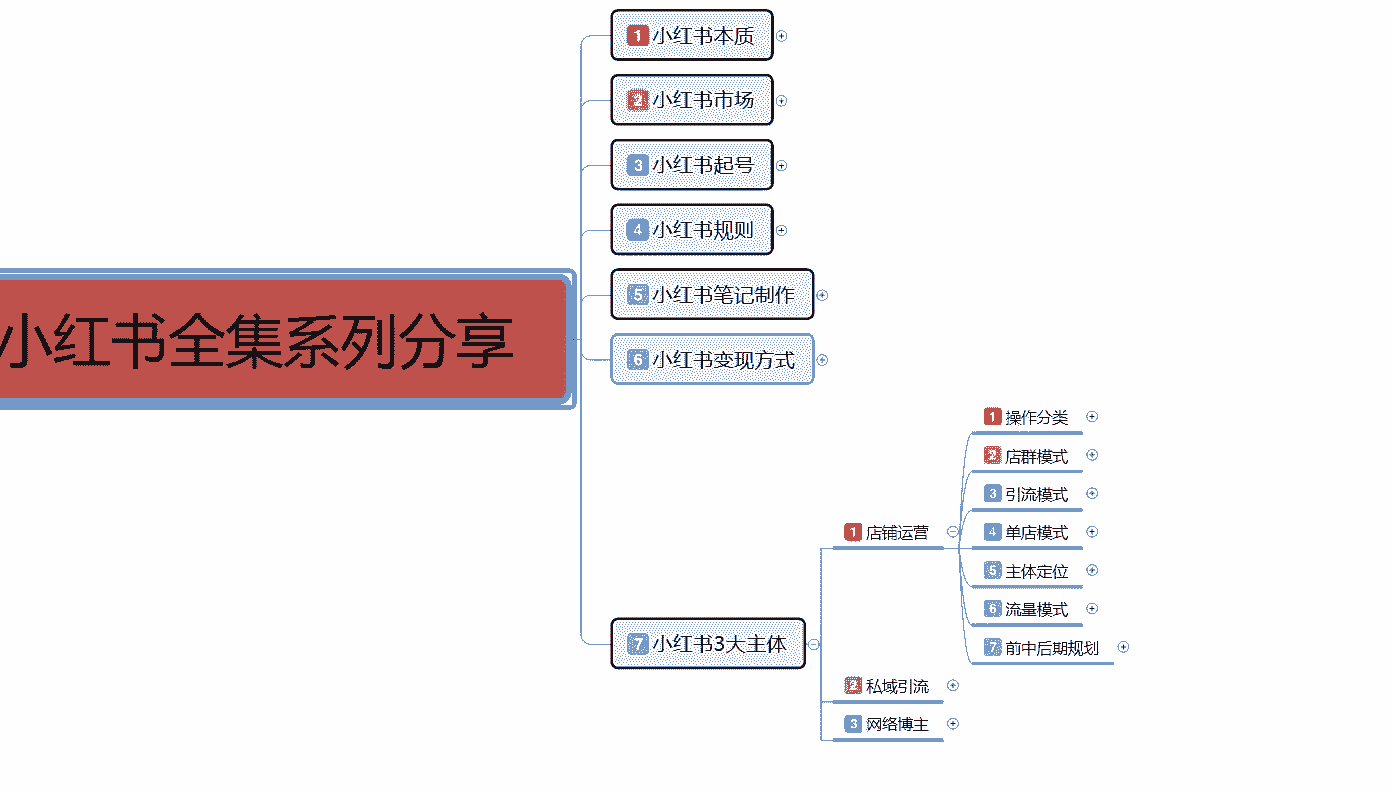 小红书全集系列分享
1 小红书本质
2 小红书市场
3 小红书起号
4 小红书规则
5 小红书笔记制作
6 小红书变现方式
7 小红书3大主体
1 店铺运营
1 操作分类
2 店群模式
3 引流模式
4 单店模式
5 主体定位
6 流量模式
7 前中后期规划
2 私域引流
3 网络博主